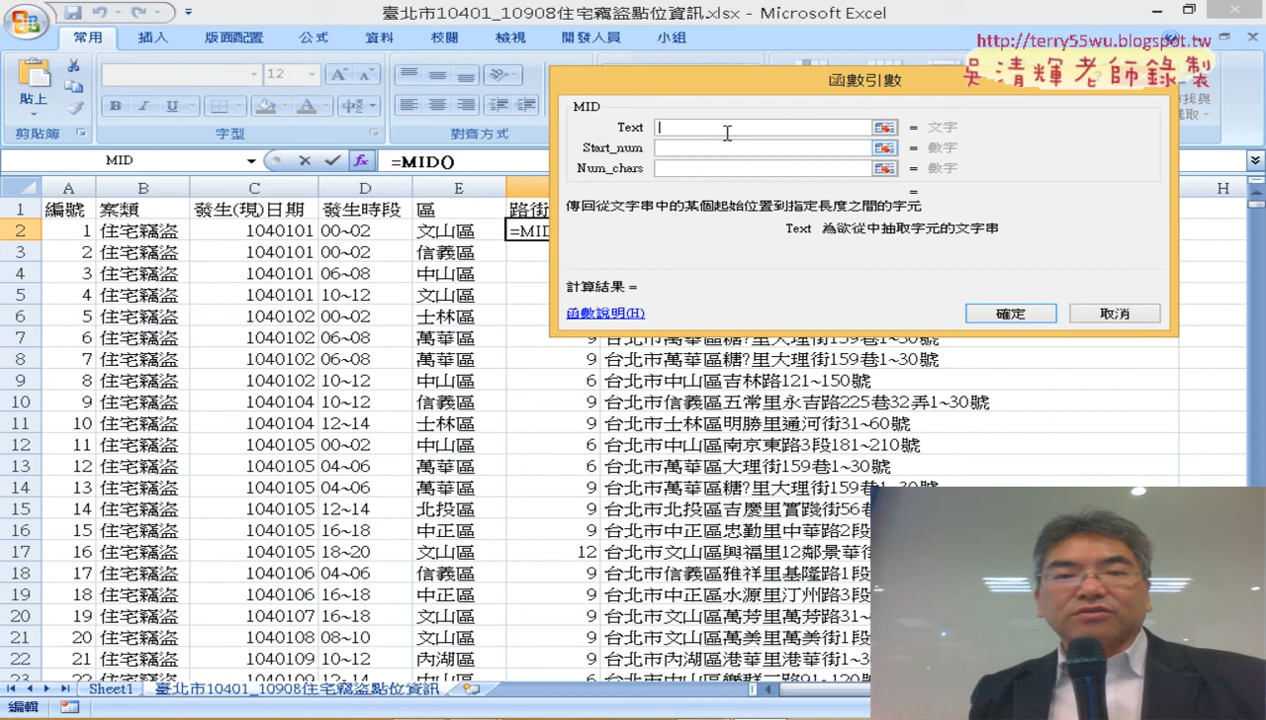 臺北市10401_10908住宅竊盜點位資訊.xlsx - Microsoft Excel
常用 插入 版面配置 公式 資料 校閱 檢視 開發人員 小組
http://terry55wu.blogspot.tw
吳清輝老師錄製
貼上
12
B I U
剪貼簿 字型 對齊方式
函數引數
MID
Text = 文字
Start_num = 數字
Num_chars = 數字
=
傳回從文字串中的某個起始位置到指定長度之間的字元
Text 為欲從中抽取字元的文字串
計算結果 =
函數說明(H) 確定 取消
MID =MID()
A B C D E H
1 編號 案類 發生(現)日期 發生時段 區 路街
2 1 住宅竊盜 1040101 00~02 文山區 =MID
3 2 住宅竊盜 1040101 00~02 信義區
4 3 住宅竊盜 1040101 06~08 中山區
5 4 住宅竊盜 1040101 10~12 文山區
6 5 住宅竊盜 1040102 00~02 士林區
7 6 住宅竊盜 1040102 06~08 萬華區 9 台北市萬華區糖?里大理街159巷1~30號
8 7 住宅竊盜 1040102 06~08 萬華區 9 台北市萬華區糖?里大理街159巷1~30號
9 8 住宅竊盜 1040102 10~12 中山區 6 台北市中山區吉林路121~150號
10 9 住宅竊盜 1040104 10~12 信義區 9 台北市信義區五常里永吉路225巷32弄1~30號
11 10 住宅竊盜 1040104 12~14 士林區 9 台北市士林區明勝里通河街31~60號
12 11 住宅竊盜 1040105 00~02 中山區 6 台北市中山區南京東路3段181~210號
13 12 住宅竊盜 1040105 04~06 萬華區 6 台北市萬華區大理街159巷1~30號
14 13 住宅竊盜 1040105 04~06 萬華區 9 台北市萬華區糖?里大理街159巷1~30號
15 14 住宅竊盜 1040105 12~14 北投區 9 台北市北投區吉慶里實踐街56巷
16 15 住宅竊盜 1040105 16~18 中正區 9 台北市中正區忠勤里中華路2段
17 16 住宅竊盜 1040105 18~20 文山區 12 台北市文山區興福里12鄰景華街
18 17 住宅竊盜 1040106 04~06 信義區 9 台北市信義區雅祥里基隆路1段
19 18 住宅竊盜 1040106 16~18 中正區 9 台北市中正區水源里汀州路3段
20 19 住宅竊盜 1040107 16~18 文山區 9 台北市文山區萬芳里萬芳路31~
21 20 住宅竊盜 1040108 08~10 文山區 9 台北市文山區萬美里萬美街1段
22 21 住宅竊盜 1040109 10~12 內湖區 9 台北市內湖區港華里港華街1~3
Sheet1 臺北市10401_10908住宅竊盜點位資訊
編輯